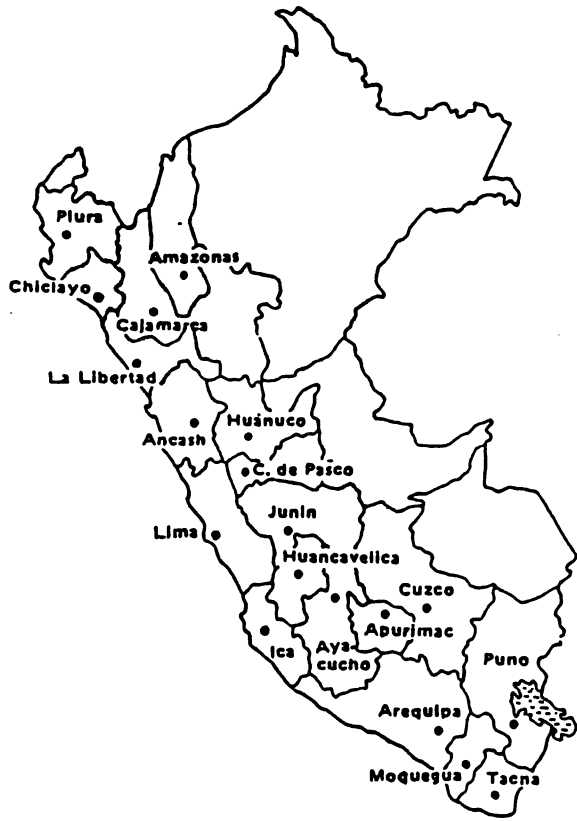 Piura
Amazonas
Chiclayo
Cajamarca
La Libertad
Huánuco
Ancash
C. de Pasco
Junín
Lima
Huancavelica
Cuzco
Apurimac
Ica
Aya
cucho
Puno
Arequipa
Moquegua
Tacna